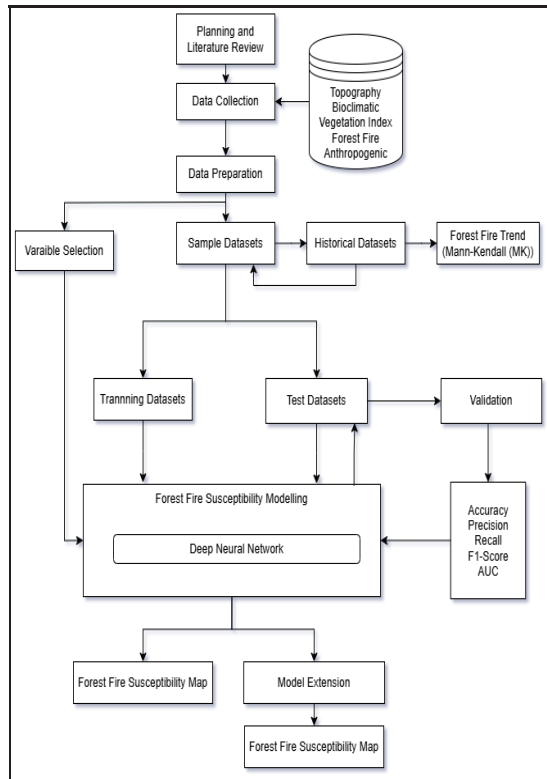 Planning and
Literature Review
Data Collection
Topography
Bioclimatic
Vegetation Index
Forest Fire
Anthropogenic
Data Preparation
Varaible Selection
Sample Datasets
Historical Datasets
Forest Fire Trend
(Mann-Kendall (MK))
Trannning Datasets
Test Datasets
Validation
Forest Fire Susceptibility Modelling
Deep Neural Network
Accuracy
Precision
Recall
F1-Score
AUC
Forest Fire Susceptibility Map
Model Extension
Forest Fire Susceptibility Map